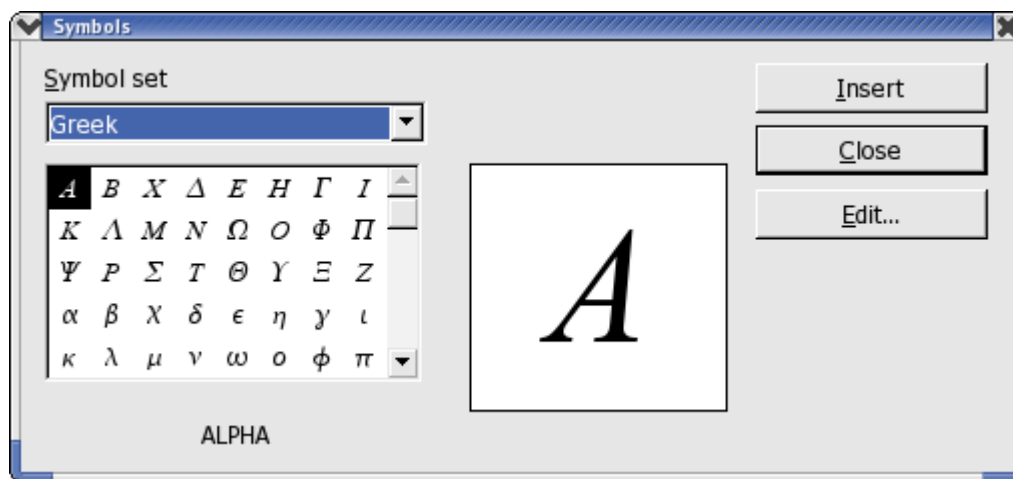 Symbols
Symbol set
Greek
Α Β Χ Δ Ε Η Γ Ι
Κ Λ Μ Ν Ω Ο Φ Π
Ψ Ρ Σ Τ Θ Υ Ξ Ζ
α β χ δ ϵ η γ ι
κ λ μ ν ω ο ϕ π
ALPHA
Α
Insert
Close
Edit...